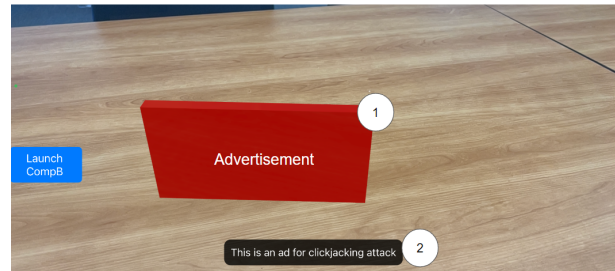 1
Advertisement
Launch
CompB
This is an ad for clickjacking attack
2